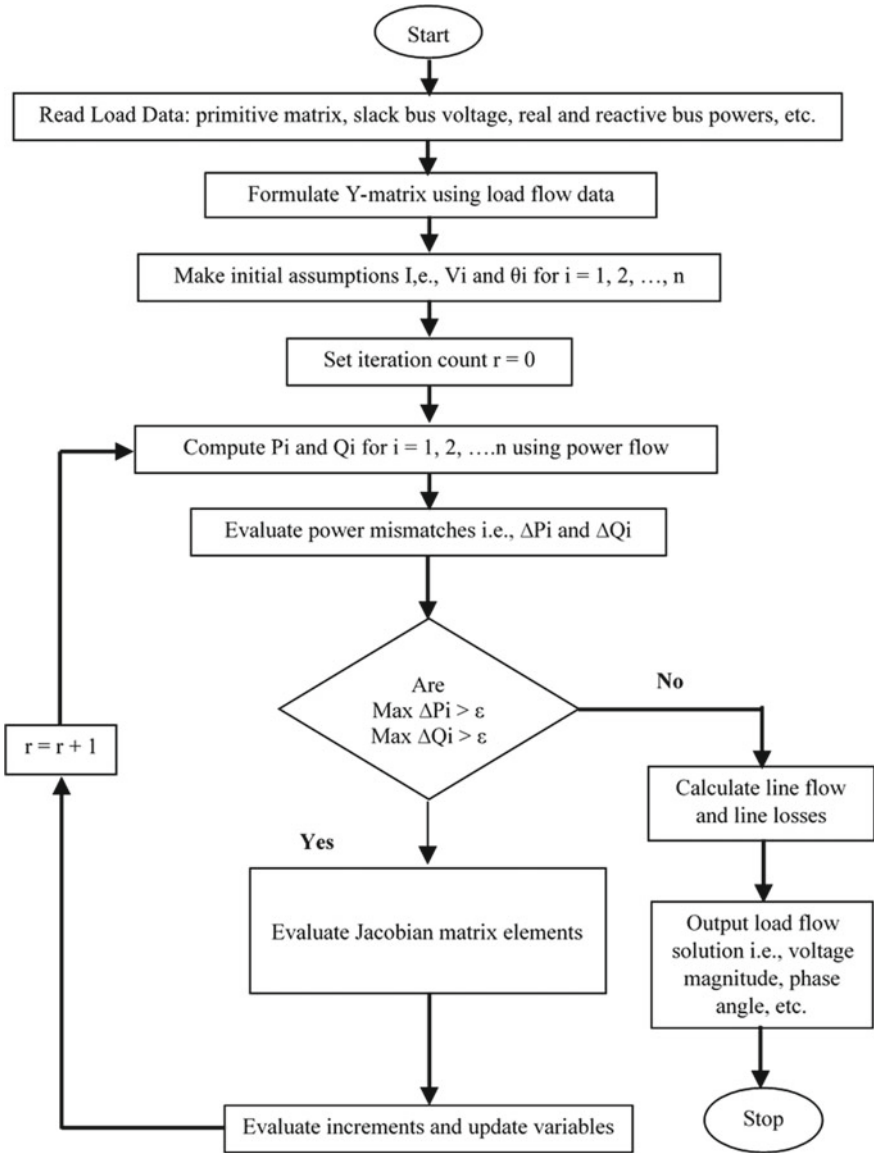 Start
Read Load Data: primitive matrix, slack bus voltage, real and reactive bus powers, etc.
Formulate Y-matrix using load flow data
Make initial assumptions I,e., Vi and θi for i = 1, 2, …, n
Set iteration count r = 0
Compute Pi and Qi for i = 1, 2, ….n using power flow
Evaluate power mismatches i.e., ΔPi and ΔQi
Are
Max ΔPi > ε
Max ΔQi > ε
No
r = r + 1
Calculate line flow
and line losses
Yes
Evaluate Jacobian matrix elements
Output load flow
solution i.e., voltage
magnitude, phase
angle, etc.
Evaluate increments and update variables
Stop